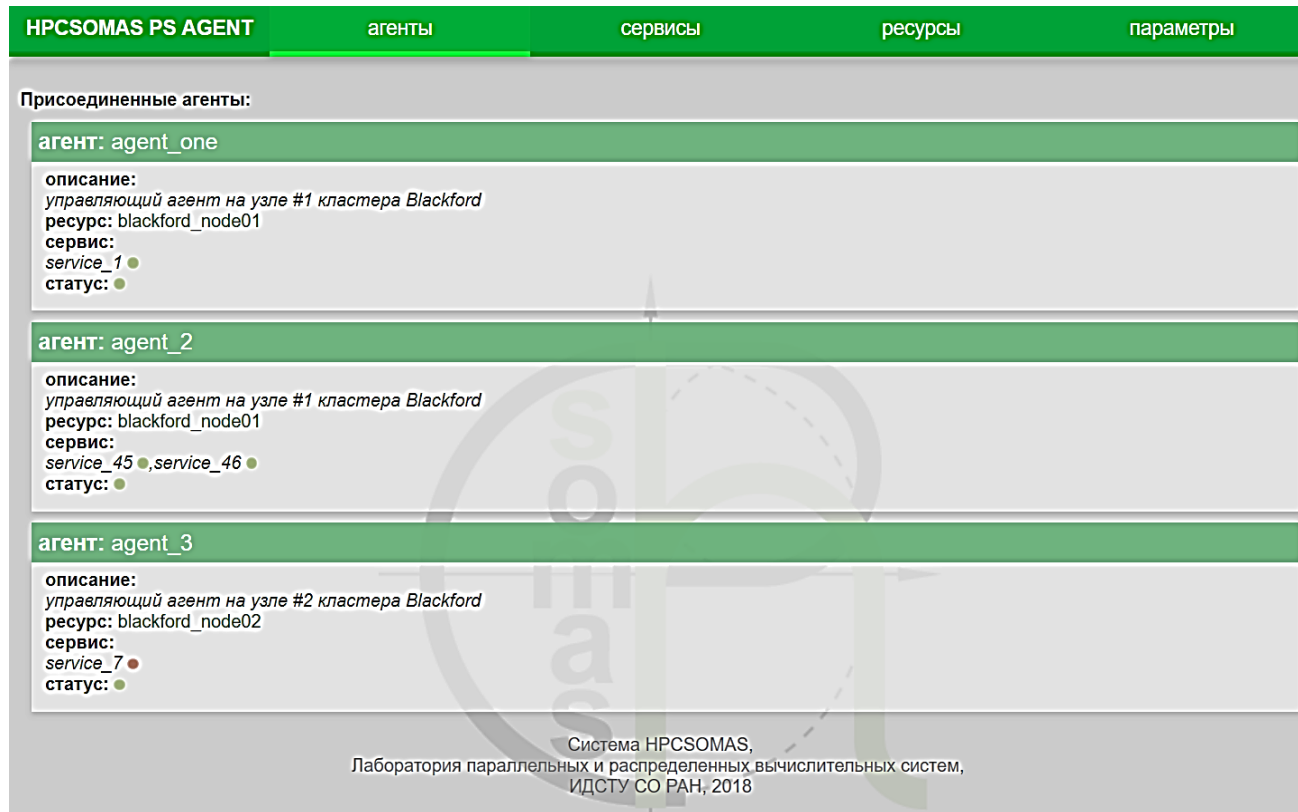 HPCSOMAS PS AGENT агенты сервисы ресурсы параметры
Присоединенные агенты:
агент: agent_one
описание:
управляющий агент на узле #1 кластера Blackford
ресурс: blackford_node01
сервис:
service_1
статус:
агент: agent_2
описание:
управляющий агент на узле #1 кластера Blackford
ресурс: blackford_node01
сервис:
service_45 ,service_46
статус:
агент: agent_3
описание:
управляющий агент на узле #2 кластера Blackford
ресурс: blackford_node02
сервис:
service_7
статус:
somas
Система HPCSOMAS,
Лаборатория параллельных и распределенных вычислительных систем,
ИДСТУ СО РАН, 2018